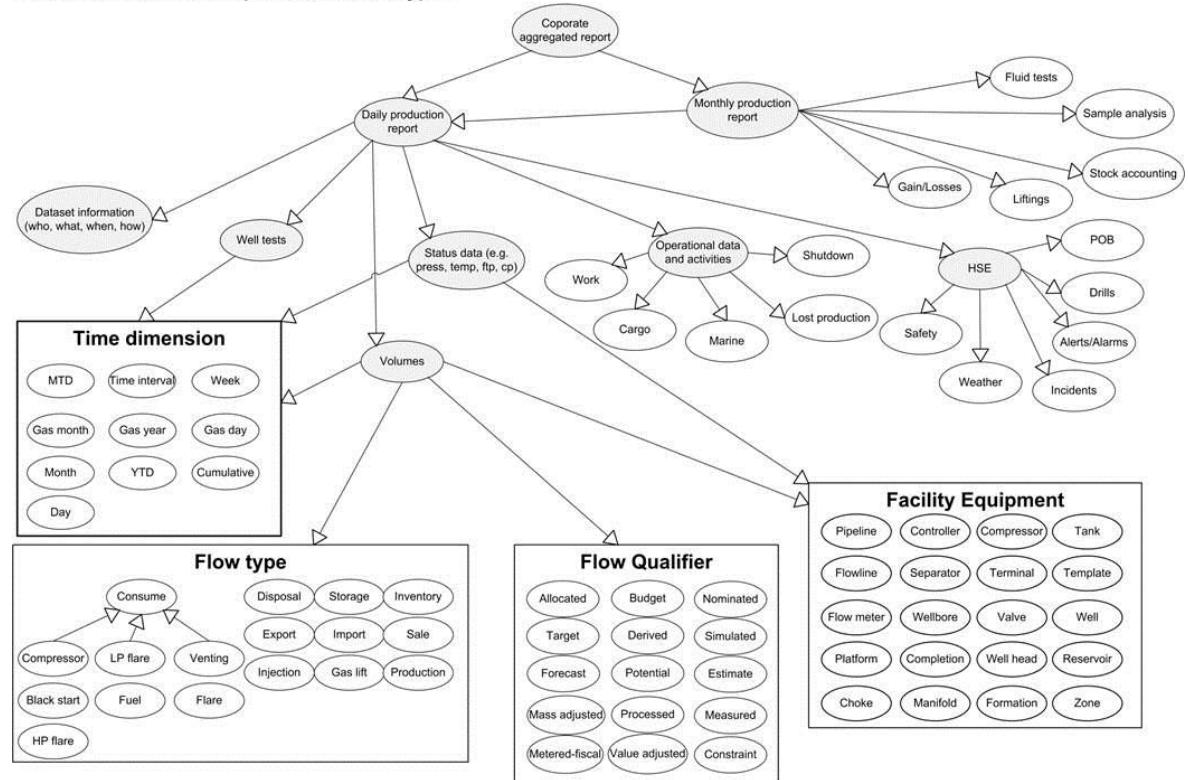 Coporate
aggregated report
Daily production
report
Monthly production
report
Fluid tests
Sample analysis
Stock accounting
Liftings
Gain/Losses
Dataset information
(who, what, when, how)
Well tests
Status data (e.g.
press, temp, ftp, cp)
Operational data
and activities
Shutdown
Work
Cargo
Marine
Lost production
HSE
POB
Drills
Alerts/Alarms
Safety
Weather
Incidents
Volumes
Time dimension
MTD
Time interval
Week
Gas month
Gas year
Gas day
Month
YTD
Cumulative
Day
Flow type
Consume
Disposal
Storage
Inventory
Export
Import
Sale
Compressor
LP flare
Venting
Injection
Gas lift
Production
Black start
Fuel
Flare
HP flare
Flow Qualifier
Allocated
Budget
Nominated
Target
Derived
Simulated
Forecast
Potential
Estimate
Mass adjusted
Processed
Measured
Metered-fiscal
Value adjusted
Constraint
Facility Equipment
Pipeline
Controller
Compressor
Tank
Flowline
Separator
Terminal
Template
Flow meter
Wellbore
Valve
Well
Platform
Completion
Well head
Reservoir
Choke
Manifold
Formation
Zone